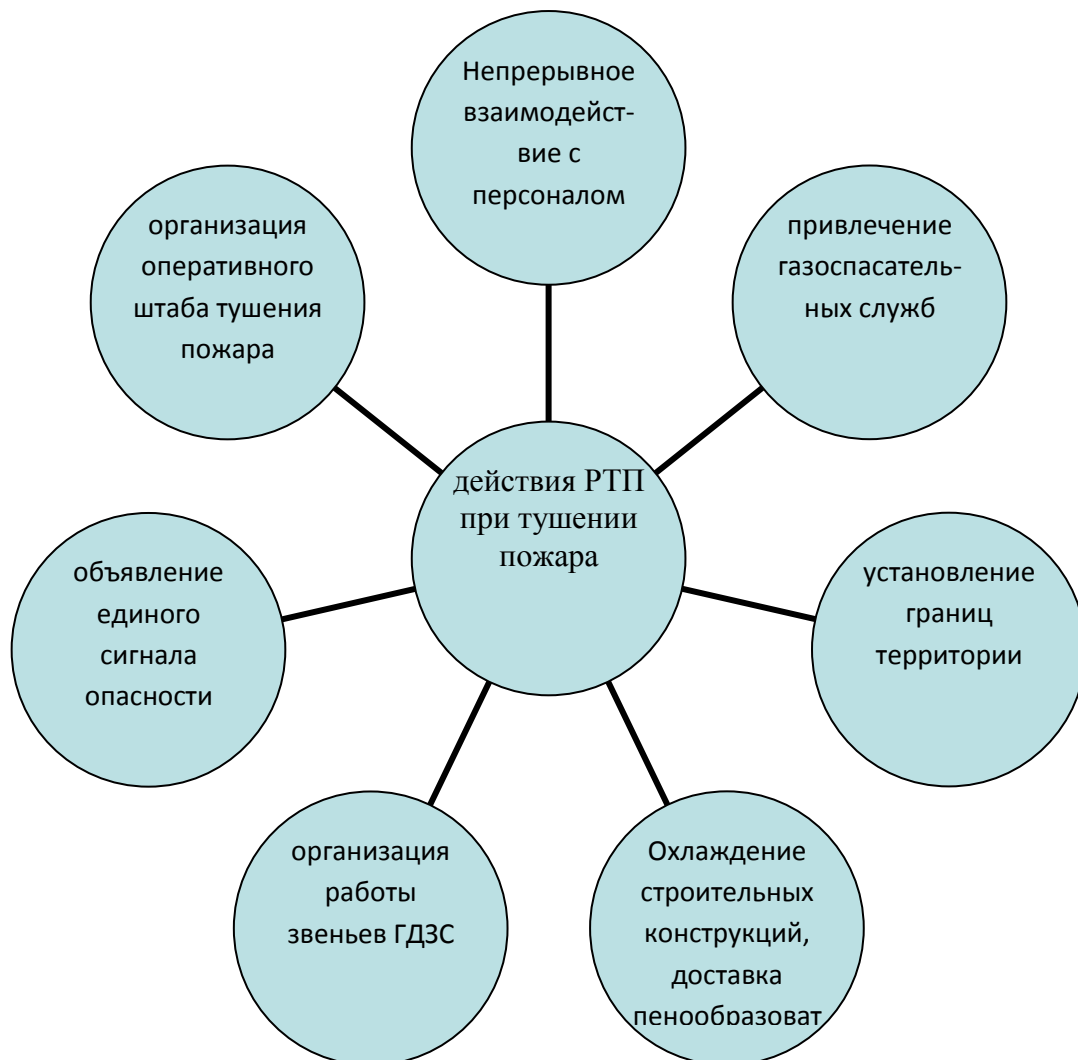 Непрерывное
взаимодейст-
вие с
персоналом
привлечение
газоспасатель-
ных служб
установление
границ
территории
Охлаждение
строительных
конструкций,
доставка
пенообразоват
организация
работы
звеньев ГДЗС
объявление
единого
сигнала
опасности
организация
оперативного
штаба тушения
пожара
действия РТП
при тушении
пожара